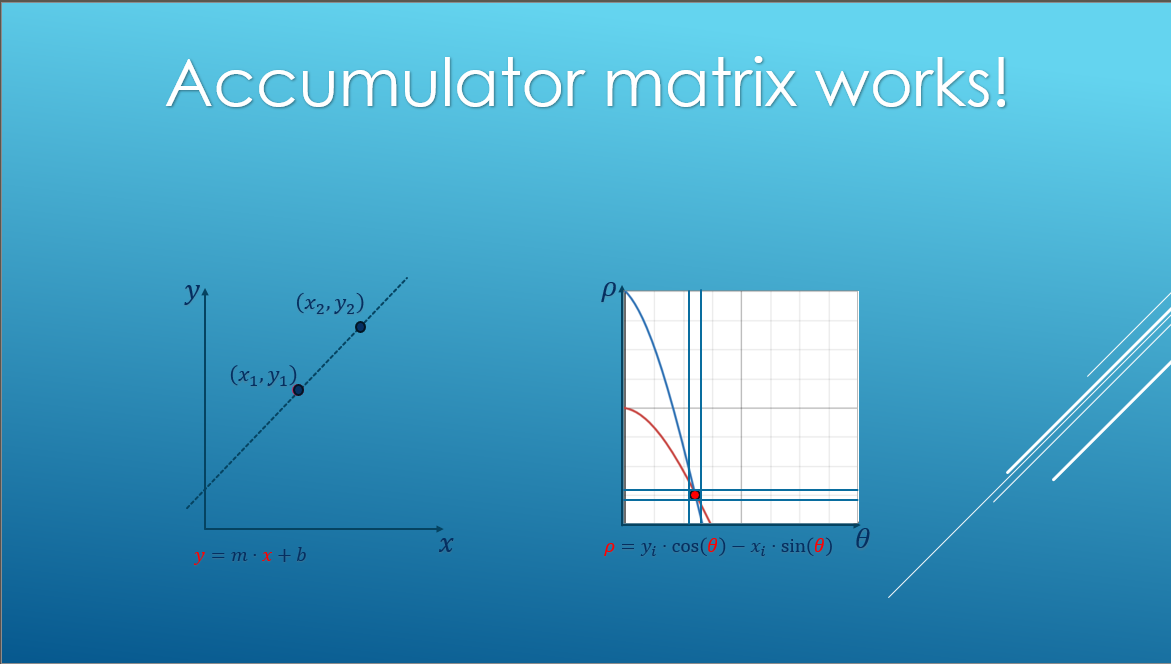 Accumulator matrix works!
y
(x₂, y₂)
(x₁, y₁)
x
y = m · x + b
ρ
θ
ρ = yᵢ · cos(θ) − xᵢ · sin(θ)